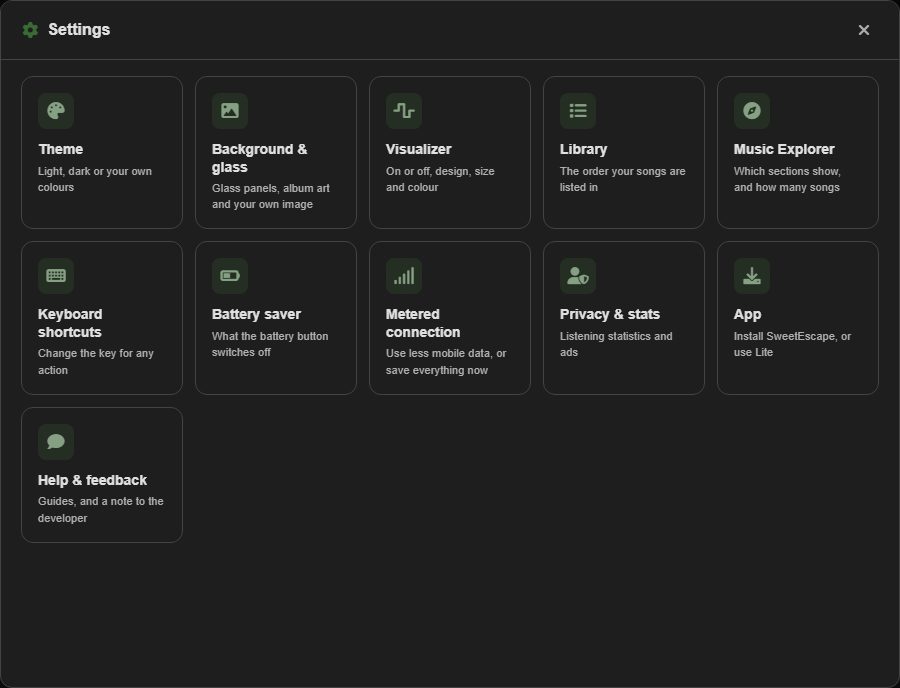 Settings
Theme
Light, dark or your own
colours
Background &
glass
Glass panels, album art
and your own image
Visualizer
On or off, design, size
and colour
Library
The order your songs are
listed in
Music Explorer
Which sections show,
and how many songs
Keyboard
shortcuts
Change the key for any
action
Battery saver
What the battery button
switches off
Metered
connection
Use less mobile data, or
save everything now
Privacy & stats
Listening statistics and
ads
App
Install SweetEscape, or
use Lite
Help & feedback
Guides, and a note to the
developer